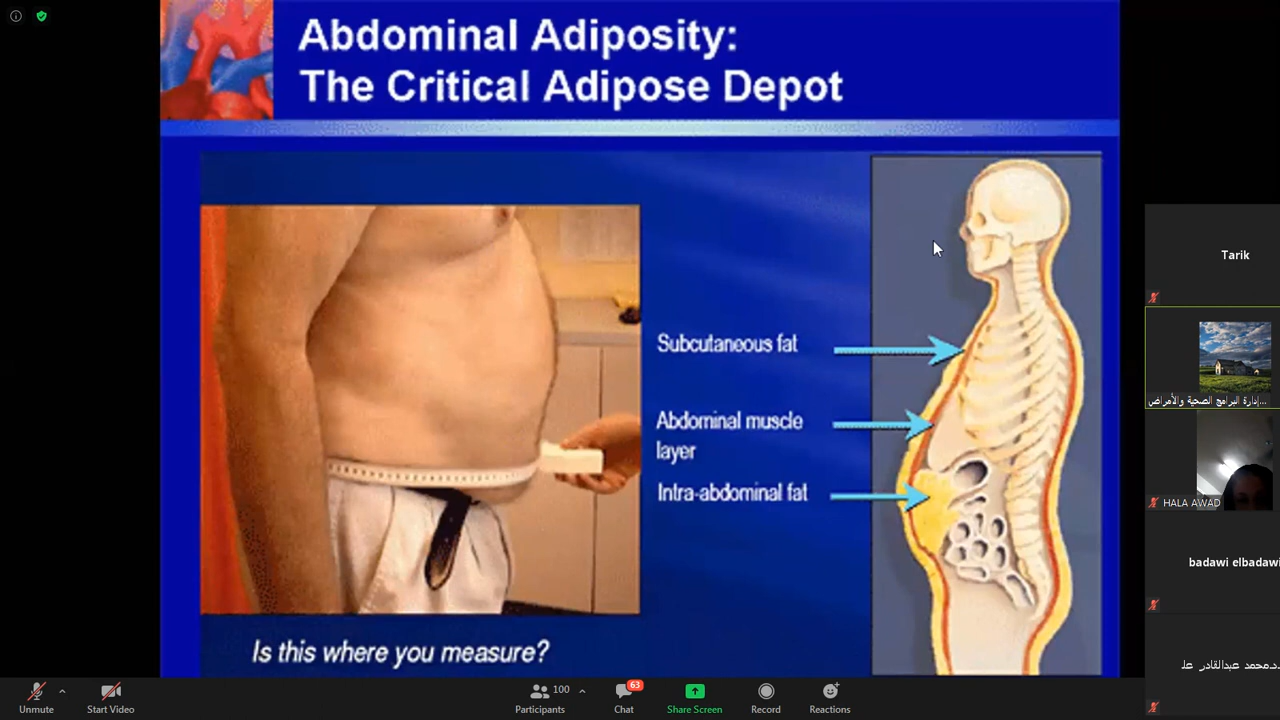 Abdominal Adiposity:
The Critical Adipose Depot
Subcutaneous fat
Abdominal muscle
layer
Intra-abdominal fat
Is this where you measure?
Tarik
إدارة البرامج الصحية والأمراض...
HALA AWAD
badawi elbadawi
د.محمد عبدالقادر عل
Unmute
Start Video
100
Participants
63
Chat
Share Screen
Record
Reactions